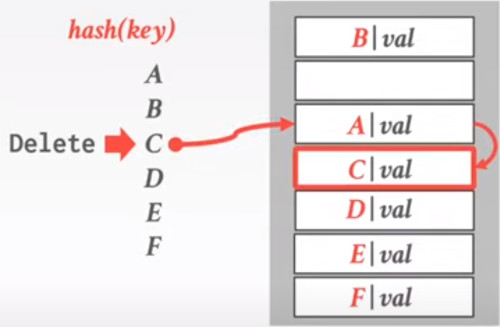 hash(key)
A
B
Delete C
D
E
F
B|val
A|val
C|val
D|val
E|val
F|val